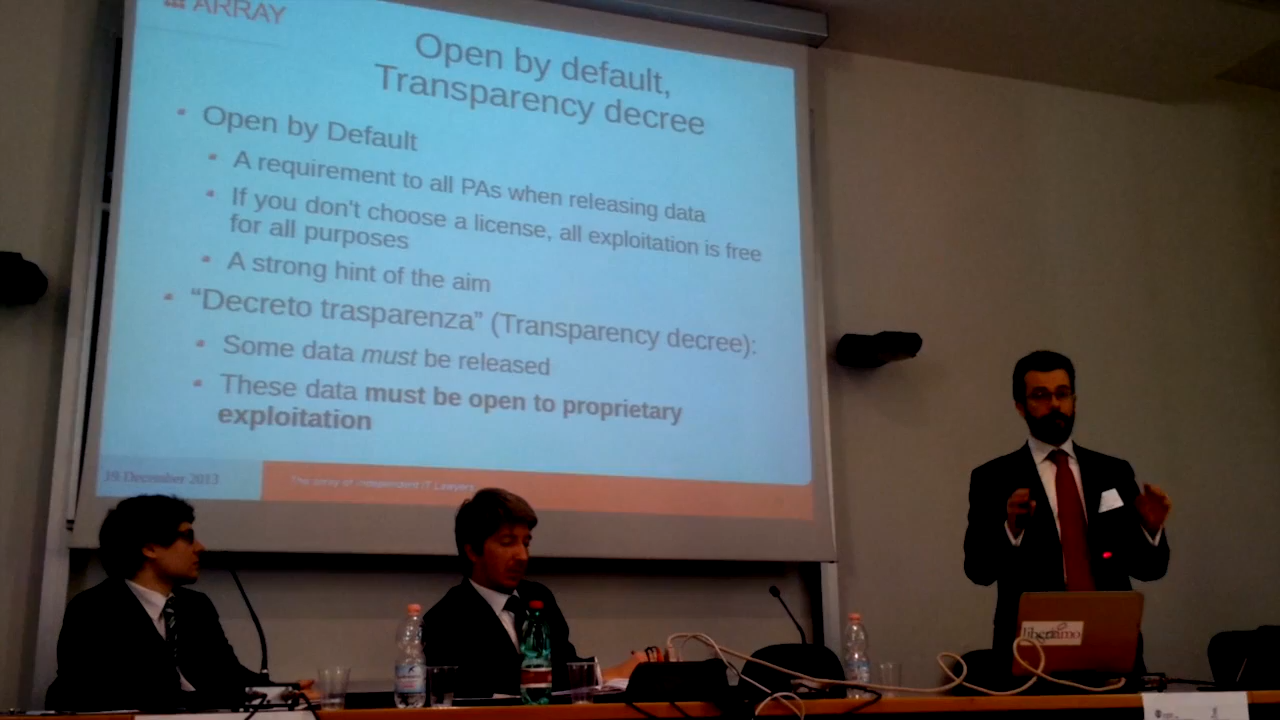 ARRAY
Open by default,
Transparency decree
• Open by Default
• A requirement to all PAs when releasing data
• If you don't choose a license, all exploitation is free
for all purposes
• A strong hint of the aim
• “Decreto trasparenza” (Transparency decree):
• Some data must be released
• These data must be open to proprietary
exploitation
19 December 2013
The array of Independent IT Lawyers
liberiamo